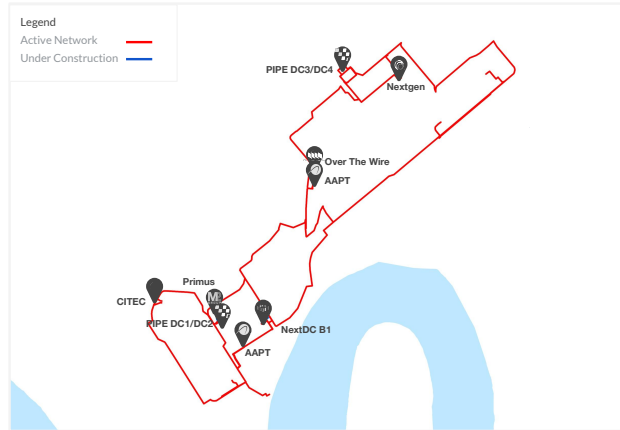 Legend
Active Network
Under Construction
PIPE DC3/DC4
Nextgen
Over The Wire
AAPT
Primus
CITEC
M
PIPE DC1/DC2
NextDC B1
AAPT